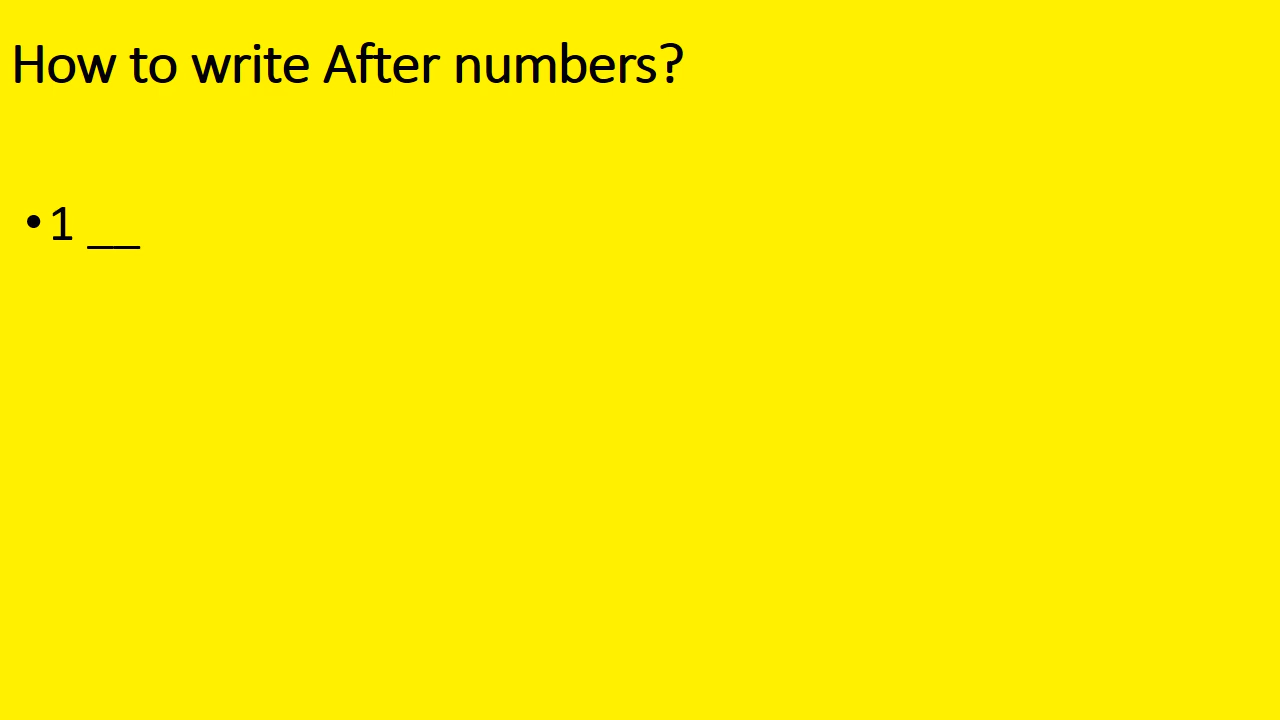 How to write After numbers?
•1 __